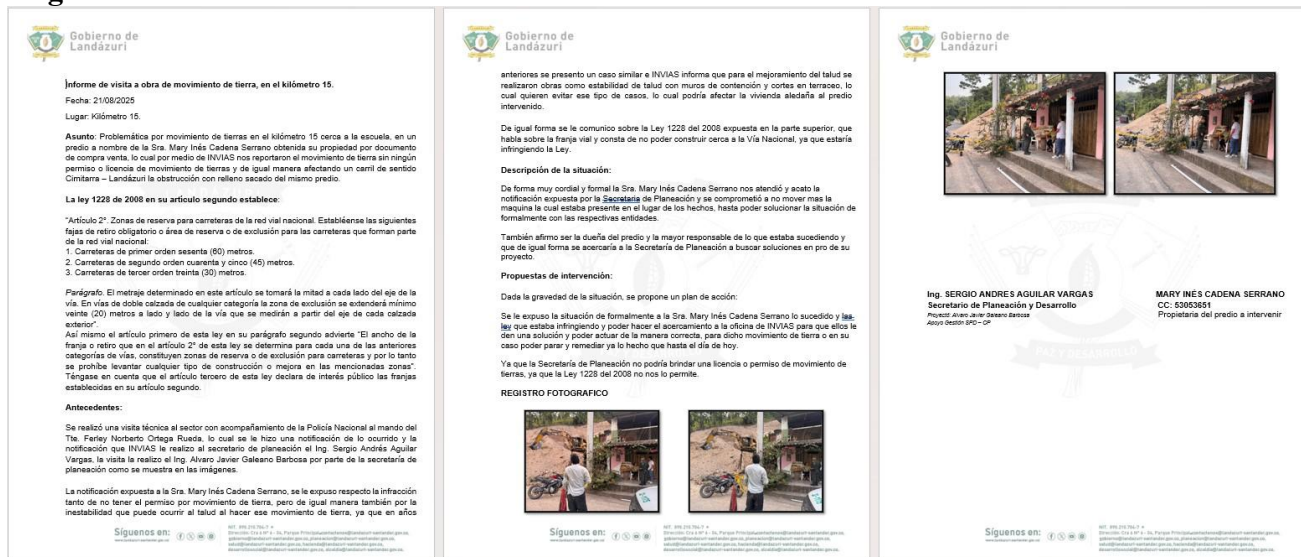 Gobierno de
Landázuri
Informe de visita a obra de movimiento de tierra, en el kilómetro 15.
Fecha: 21/08/2025
Lugar: Kilómetro 15.
Asunto: Problemática por movimiento de tierras en el kilómetro 15 cerca a la escuela, en un
predio a nombre de la Sra. Mary Inés Cadena Serrano obtenida su propiedad por documento
de compra venta, lo cual por medio de INVIAS nos reportaron el movimiento de tierra sin ningún
permiso o licencia de movimiento de tierras y de igual manera afectando un carril de sentido
Cimitarra – Landázuri la obstrucción con relleno sacado del mismo predio.
La ley 1228 de 2008 en su artículo segundo establece:
“Artículo 2°. Zonas de reserva para carreteras de la red vial nacional. Establéense las siguientes
fajas de retiro obligatorio o área de reserva o de exclusión para las carreteras que forman parte
de la red vial nacional:
1. Carreteras de primer orden sesenta (60) metros.
2. Carreteras de segundo orden cuarenta y cinco (45) metros.
3. Carreteras de tercer orden treinta (30) metros.
Parágrafo. El metraje determinado en este artículo se tomará la mitad a cada lado del eje de la
vía. En vías de doble calzada de cualquier categoría la zona de exclusión se extenderá mínimo
veinte (20) metros a lado y lado de la vía que se medirán a partir del eje de cada calzada
exterior”.
Así mismo el artículo primero de esta ley en su parágrafo segundo advierte “El ancho de la
franja o retiro que en el artículo 2° de esta ley se determina para cada una de las anteriores
categorías de vías, constituyen zonas de reserva o de exclusión para carreteras y por lo tanto
se prohíbe levantar cualquier tipo de construcción o mejora en las mencionadas zonas”.
Téngase en cuenta que el artículo tercero de esta ley declara de interés público las franjas
establecidas en su artículo segundo.
Antecedentes:
Se realizó una visita técnica al sector con acompañamiento de la Policía Nacional al mando del
Tte. Ferley Norberto Ortega Rueda, lo cual se le hizo una notificación de lo ocurrido y la
notificación que INVIAS le realizo al secretario de planeación el Ing. Sergio Andrés Aguilar
Vargas, la visita la realizo el Ing. Alvaro Javier Galeano Barbosa por parte de la secretaría de
planeación como se muestra en las imágenes.
La notificación expuesta a la Sra. Mary Inés Cadena Serrano, se le expuso respecto la infracción
tanto de no tener el permiso por movimiento de tierra, pero de igual manera también por la
inestabilidad que puede ocurrir al talud al hacer ese movimiento de tierra, ya que en años
Síguenos en:
Gobierno de
Landázuri
anteriores se presento un caso similar e INVIAS informa que para el mejoramiento del talud se
realizaron obras como estabilidad de talud con muros de contención y cortes en terraceo, lo
cual quieren evitar ese tipo de casos, lo cual podría afectar la vivienda aledaña al predio
intervenido.
De igual forma se le comunico sobre la Ley 1228 del 2008 expuesta en la parte superior, que
habla sobre la franja vial y consta de no poder construir cerca a la Vía Nacional, ya que estaría
infringiendo la Ley.
Descripción de la situación:
De forma muy cordial y formal la Sra. Mary Inés Cadena Serrano nos atendió y acato la
notificación expuesta por la Secretaria de Planeación y se comprometió a no mover mas la
maquina la cual estaba presente en el lugar de los hechos, hasta poder solucionar la situación de
formalmente con las respectivas entidades.
También afirmo ser la dueña del predio y la mayor responsable de lo que estaba sucediendo y
que de igual forma se acercaría a la Secretaría de Planeación a buscar soluciones en pro de su
proyecto.
Propuestas de intervención:
Dada la gravedad de la situación, se propone un plan de acción:
Se le expuso la situación de formalmente a la Sra. Mary Inés Cadena Serrano lo sucedido y las
ley que estaba infringiendo y poder hacer el acercamiento a la oficina de INVIAS para que ellos le
den una solución y poder actuar de la manera correcta, para dicho movimiento de tierra o en su
caso poder parar y remediar ya lo hecho que hasta el día de hoy.
Ya que la Secretaría de Planeación no podría brindar una licencia o permiso de movimiento de
tierras, ya que la Ley 1228 del 2008 no nos lo permite.
REGISTRO FOTOGRAFICO
Síguenos en:
Gobierno de
Landázuri
Ing. SERGIO ANDRES AGUILAR VARGAS
Secretario de Planeación y Desarrollo
Proyectó: Alvaro Javier Galeano Barbosa
Apoyo Gestión SPD – OP
MARY INÉS CADENA SERRANO
CC: 53053651
Propietaria del predio a intervenir
PAZ Y DESARROLLO
Síguenos en: